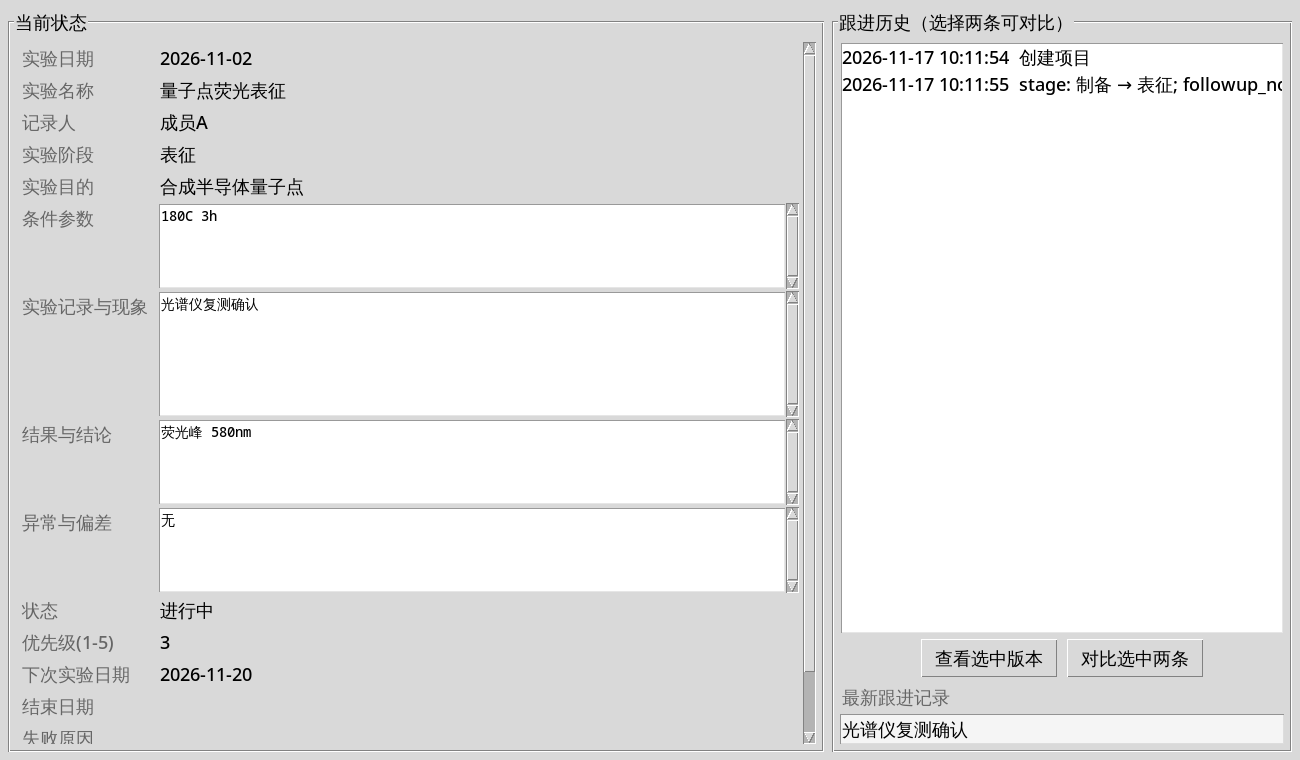 当前状态
实验日期 2026-11-02
实验名称 量子点荧光表征
记录人 成员A
实验阶段 表征
实验目的 合成半导体量子点
条件参数 180C 3h
实验记录与现象 光谱仪复测确认
结果与结论 荧光峰 580nm
异常与偏差 无
状态 进行中
优先级(1-5) 3
下次实验日期 2026-11-20
结束日期
失败原因
跟进历史（选择两条可对比）
2026-11-17 10:11:54 创建项目
2026-11-17 10:11:55 stage: 制备 → 表征; followup_no
查看选中版本 对比选中两条
最新跟进记录
光谱仪复测确认